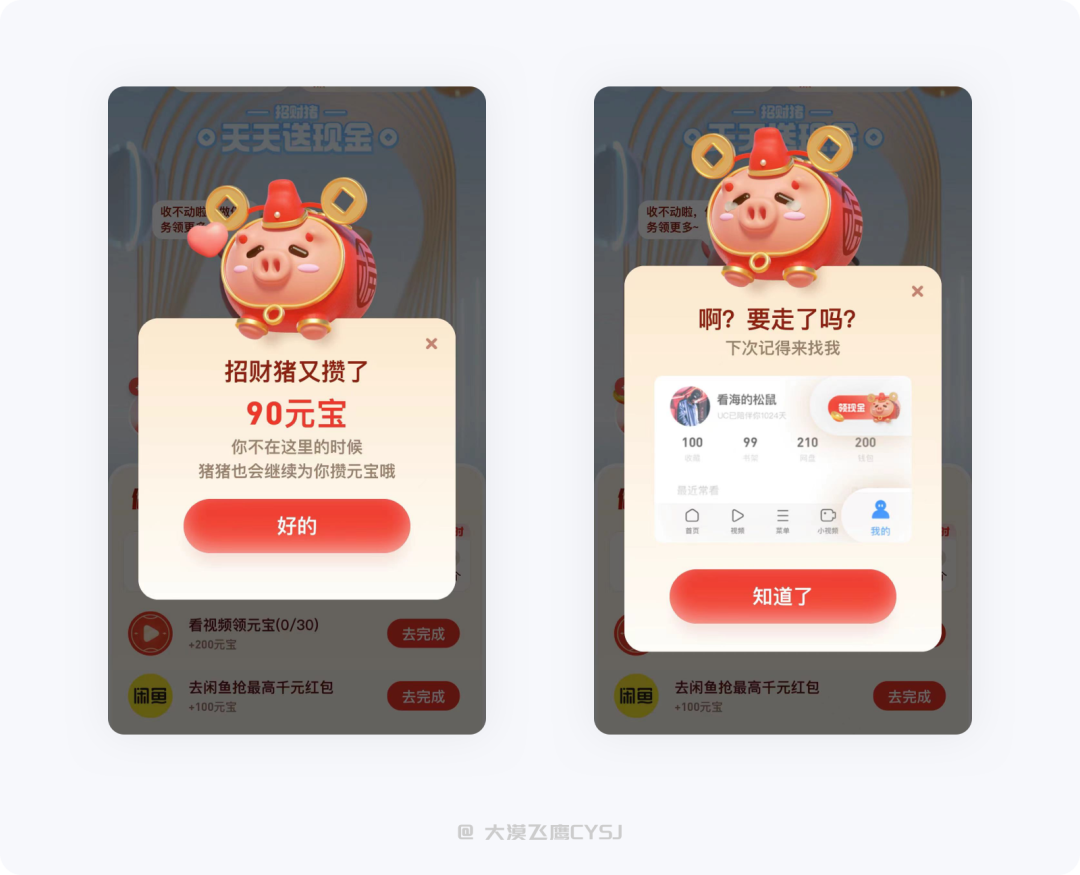 招财猪
天天送现金
收不动啦
务领更多
招财猪又攒了
90元宝
你不在这里的时候
猪猪也会继续为你攒元宝哦
好的
看视频领元宝(0/30)
+200元宝
去完成
闲鱼
去闲鱼抢最高千元红包
+100元宝
去完成
招财猪
天天送现金
收不动啦，
务领更多~
啊？要走了吗？
下次记得来找我
看海的松鼠
UC已陪伴你1024天
领现金
100
99
210
200
书架
网盘
钱包
最近常看
首页
视频
菜单
小视频
我的
知道了
闲鱼
去闲鱼抢最高千元红包
+100元宝
去完成
@ 大漠飞鹰CYSJ